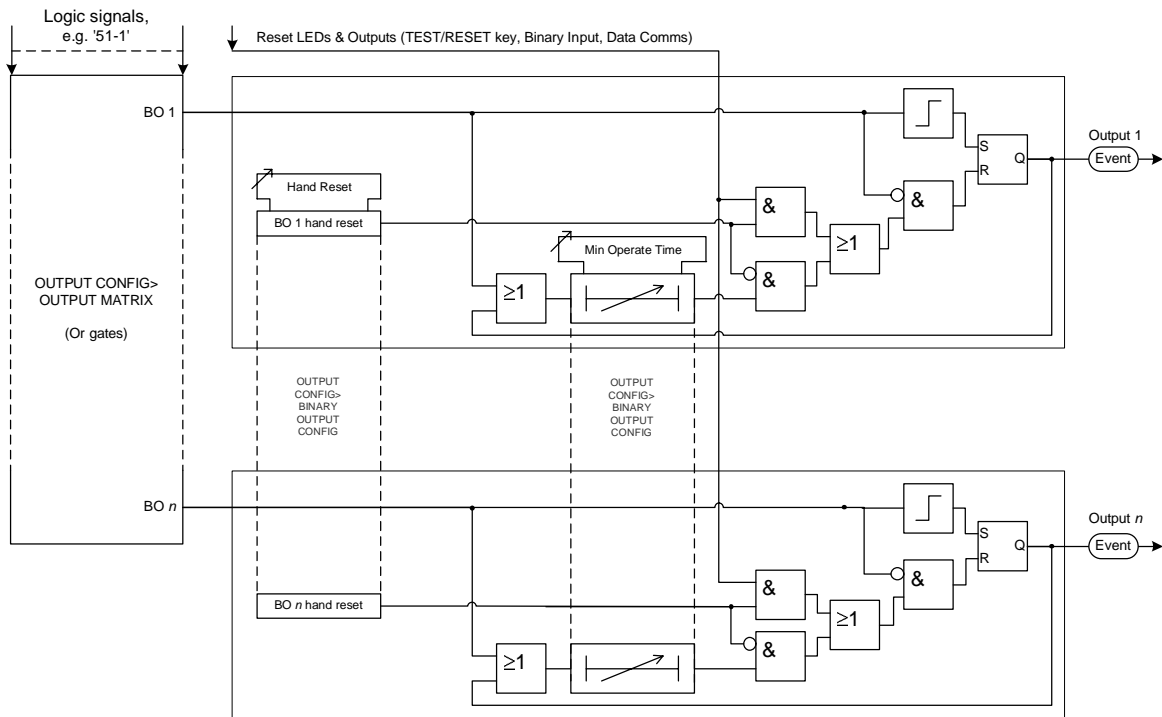 Logic signals,
e.g. '51-1'
Reset LEDs & Outputs (TEST/RESET key, Binary Input, Data Comms)
BO 1
Output 1
S
Q
Event
R
Hand Reset
&
&
BO 1 hand reset
≥1
Min Operate Time
OUTPUT CONFIG>
OUTPUT MATRIX
≥1
&
(Or gates)
OUTPUT
CONFIG>
BINARY
OUTPUT
CONFIG
OUTPUT
CONFIG>
BINARY
OUTPUT
CONFIG
BO n
Output n
S
Q
Event
R
&
&
BO n hand reset
≥1
≥1
&